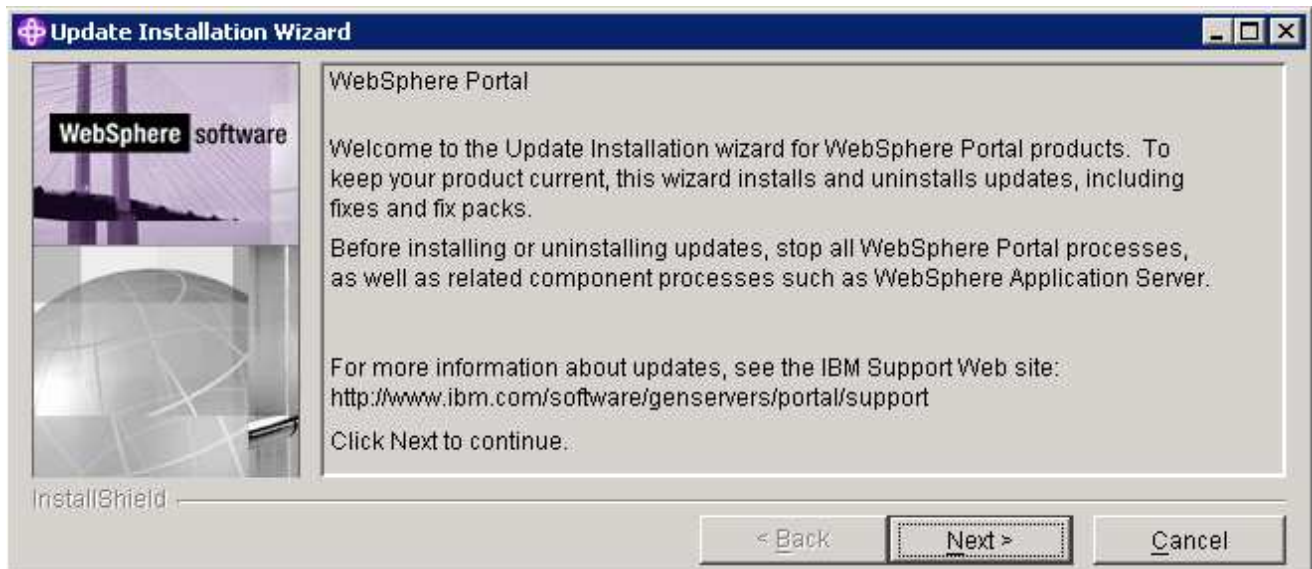 Update Installation Wizard
WebSphere software
WebSphere Portal
Welcome to the Update Installation wizard for WebSphere Portal products. To
keep your product current, this wizard installs and uninstalls updates, including
fixes and fix packs.
Before installing or uninstalling updates, stop all WebSphere Portal processes,
as well as related component processes such as WebSphere Application Server.
For more information about updates, see the IBM Support Web site:
http://www.ibm.com/software/genservers/portal/support
Click Next to continue.
InstallShield
< Back
Next >
Cancel